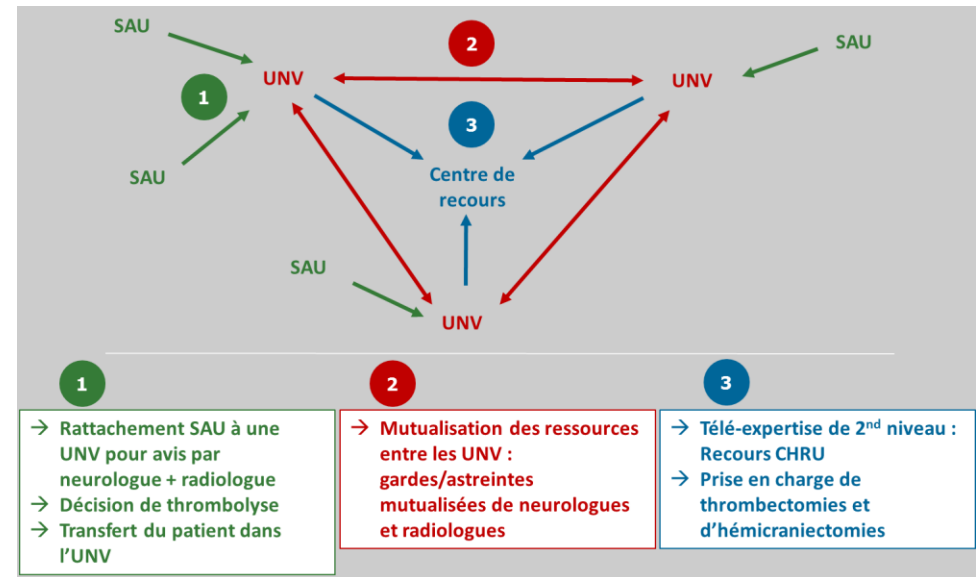 SAU
2
SAU
UNV
UNV
1
3
SAU
Centre de
recours
SAU
UNV
1
→ Rattachement SAU à une
UNV pour avis par
neurologue + radiologue
→ Décision de thrombolyse
→ Transfert du patient dans
l’UNV
2
→ Mutualisation des ressources
entre les UNV :
gardes/astreintes
mutualisées de neurologues
et radiologues
3
→ Télé-expertise de 2nd niveau :
Recours CHRU
→ Prise en charge de
thrombectomies et
d’hémicraniectomies